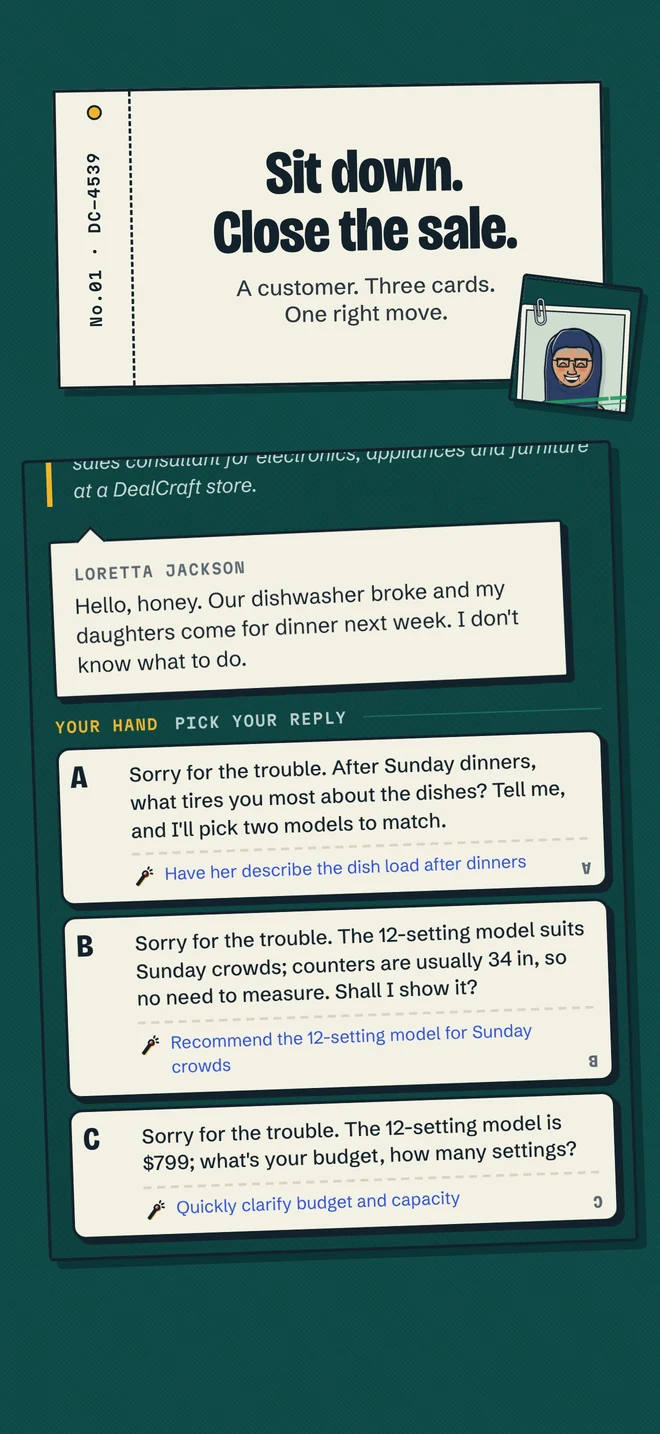 No.01 · DC-4539
Sit down.
Close the sale.
A customer. Three cards.
One right move.
sales consultant for electronics, appliances and furniture
at a DealCraft store.
LORETTA JACKSON
Hello, honey. Our dishwasher broke and my
daughters come for dinner next week. I don't
know what to do.
YOUR HAND PICK YOUR REPLY
A
Sorry for the trouble. After Sunday dinners,
what tires you most about the dishes? Tell me,
and I'll pick two models to match.
Have her describe the dish load after dinners
A
B
Sorry for the trouble. The 12-setting model suits
Sunday crowds; counters are usually 34 in, so
no need to measure. Shall I show it?
Recommend the 12-setting model for Sunday
crowds
B
C
Sorry for the trouble. The 12-setting model is
$799; what's your budget, how many settings?
Quickly clarify budget and capacity
C